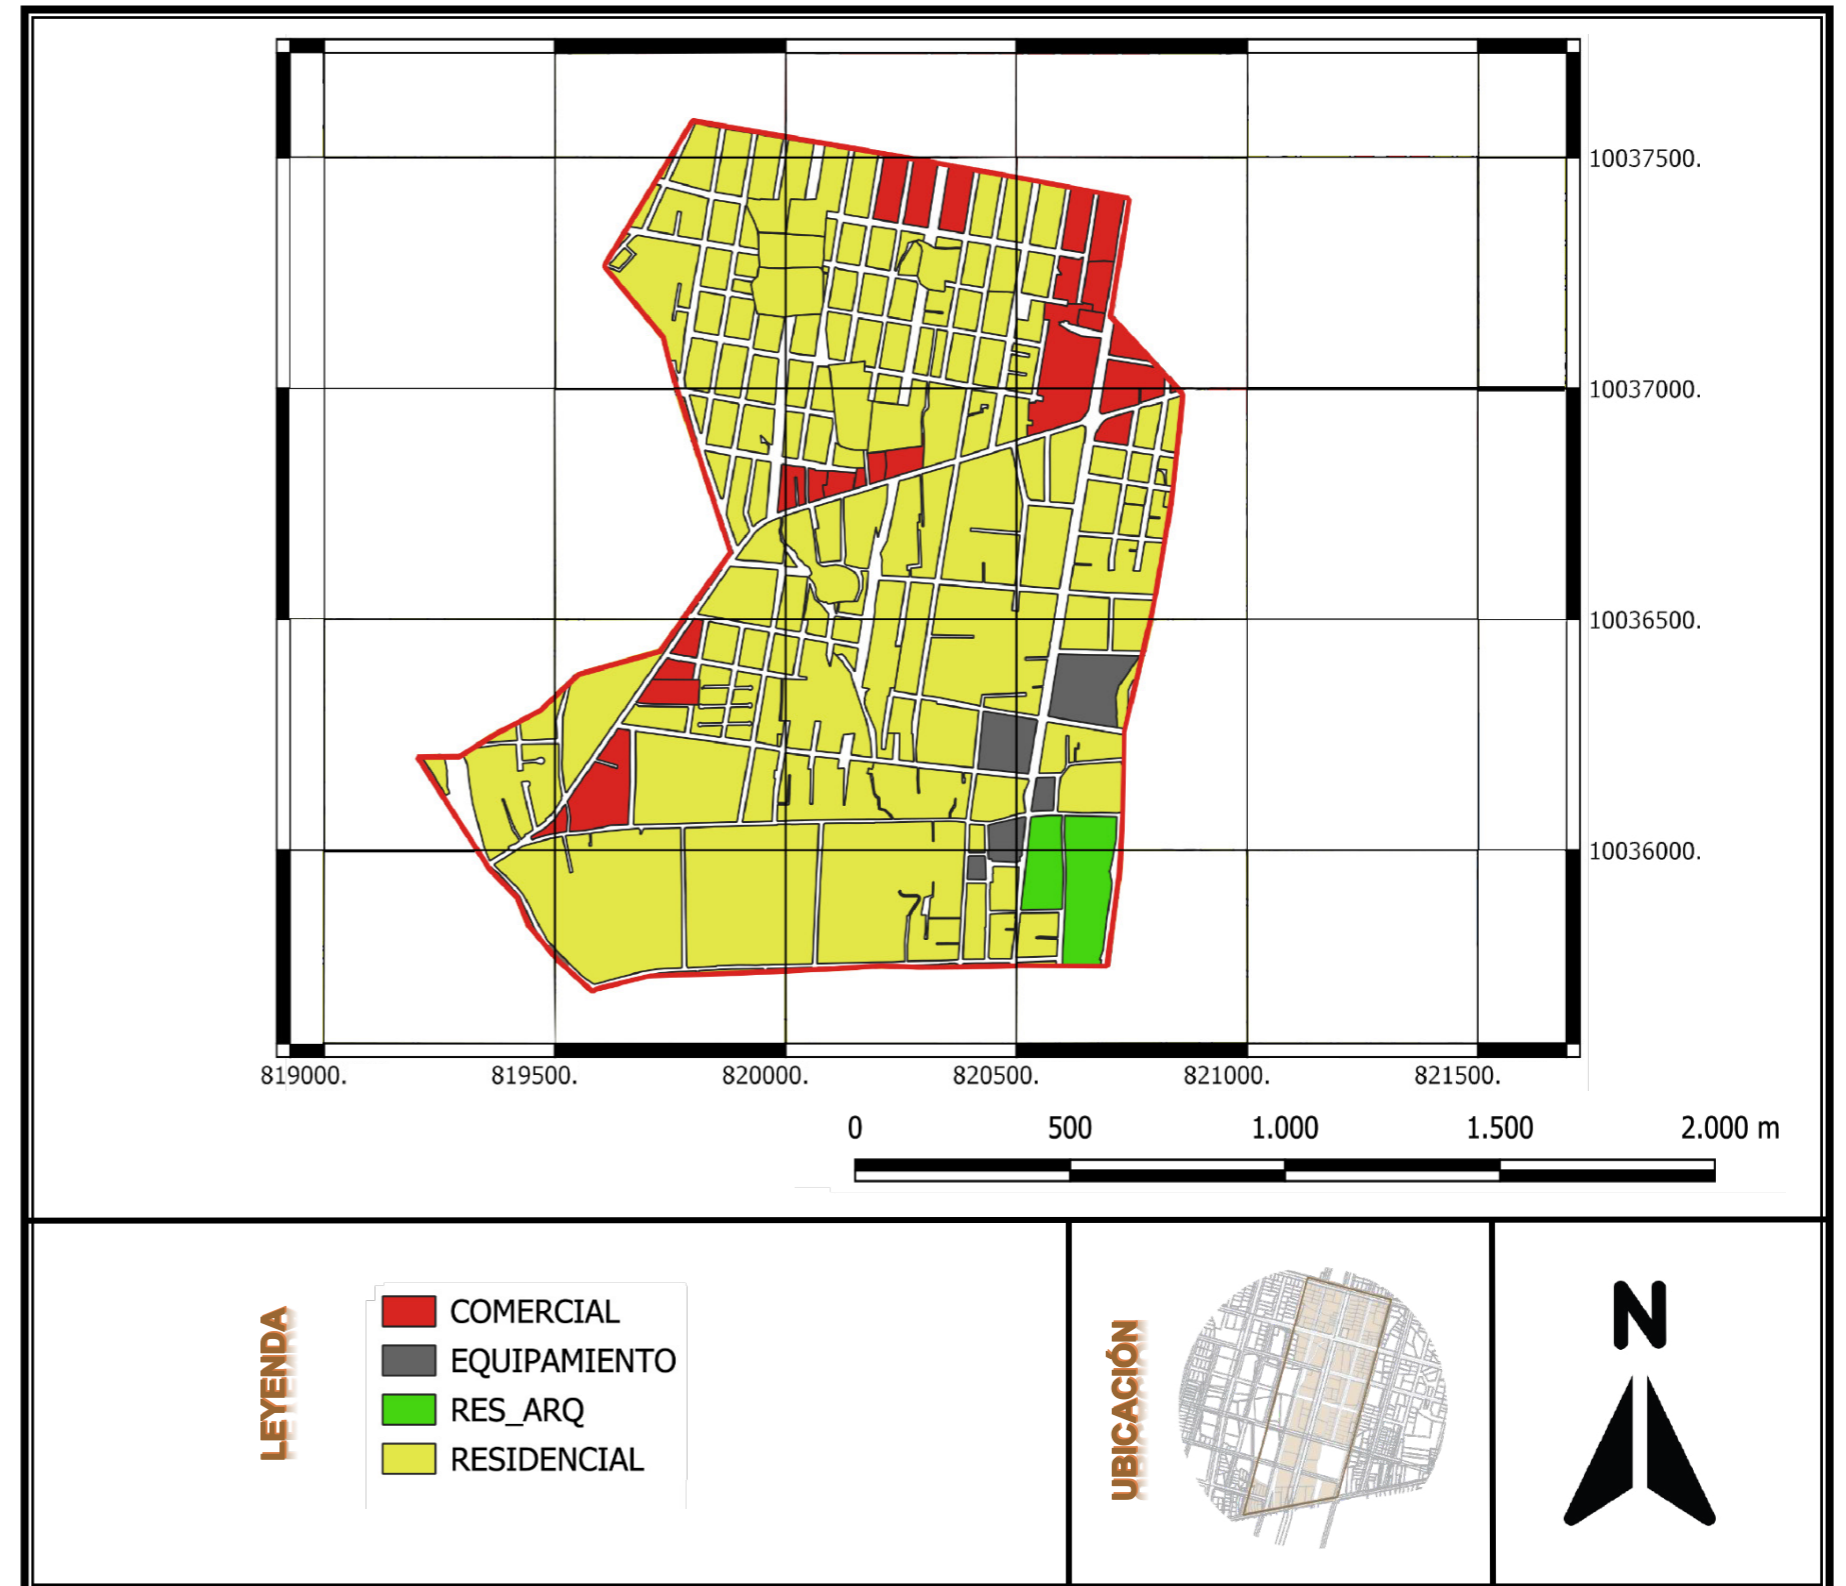 10037500.
10037000.
10036500.
10036000.
819000. 819500. 820000. 820500. 821000. 821500.
0 500 1.000 1.500 2.000 m
LEYENDA
COMERCIAL
EQUIPAMIENTO
RES_ARQ
RESIDENCIAL
UBICACIÓN
N